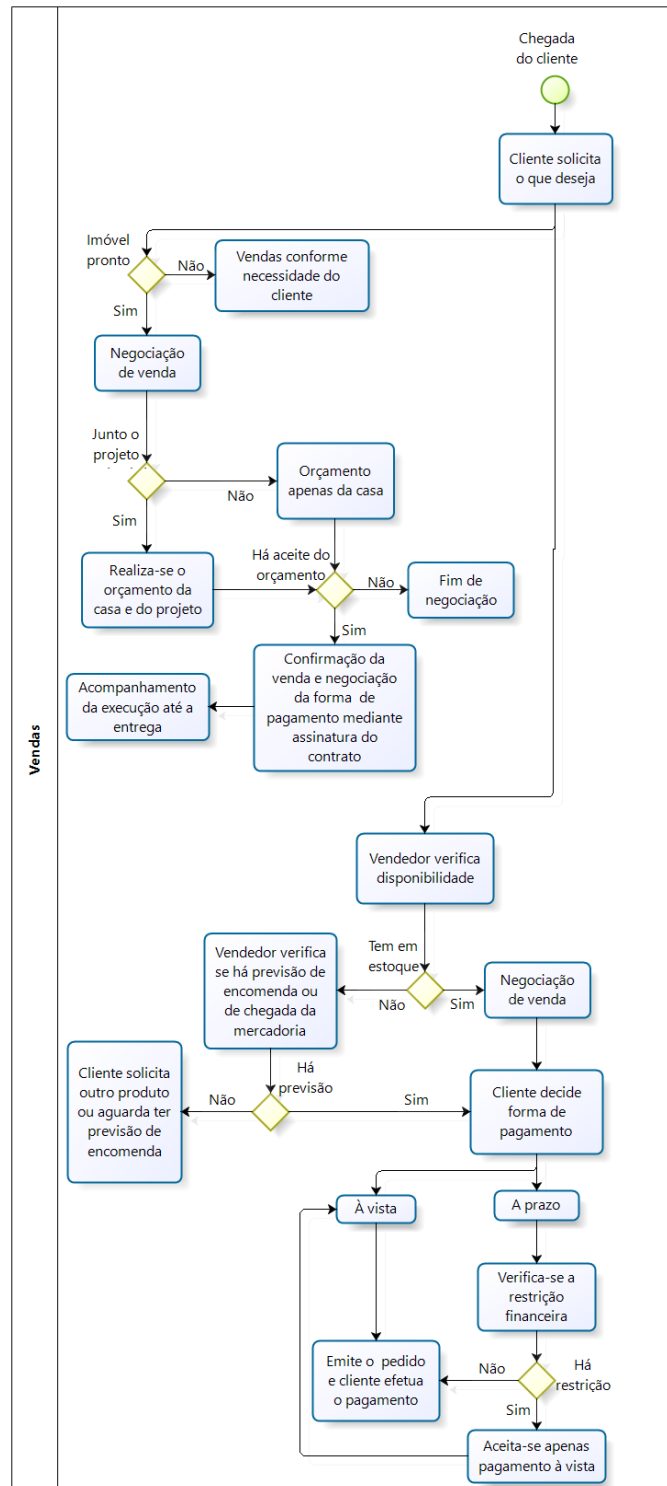 Chegada
do cliente
Cliente solicita
o que deseja
Imóvel
pronto
Não
Vendas conforme
necessidade do
cliente
Sim
Negociação
de venda
Junto o
projeto
Não
Orçamento
apenas da casa
Sim
Realiza-se o
orçamento da
casa e do projeto
Há aceite do
orçamento
Não
Fim de
negociação
Sim
Confirmação da
venda e negociação
da forma de
pagamento mediante
assinatura do
contrato
Acompanhamento
da execução até a
entrega
Vendas
Vendedor verifica
disponibilidade
Tem em
estoque
Não
Sim
Vendedor verifica
se há previsão de
encomenda ou
de chegada da
mercadoria
Negociação
de venda
Há
previsão
Não
Sim
Cliente solicita
outro produto
ou aguarda ter
previsão de
encomenda
Cliente decide
forma de
pagamento
À vista
A prazo
Verifica-se a
restrição
financeira
Há
restrição
Não
Emite o pedido
e cliente efetua
o pagamento
Sim
Aceita-se apenas
pagamento à vista